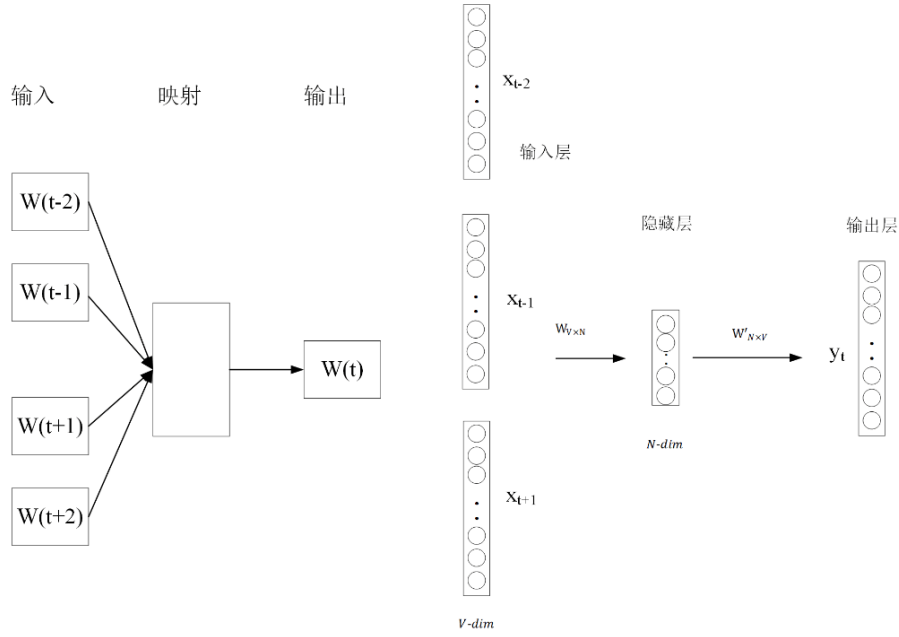 输入
映射
输出
W(t-2)
W(t-1)
W(t+1)
W(t+2)
W(t)
xt-2
输入层
xt-1
xt+1
V-dim
WV×N
隐藏层
N-dim
W'N×V
输出层
yt